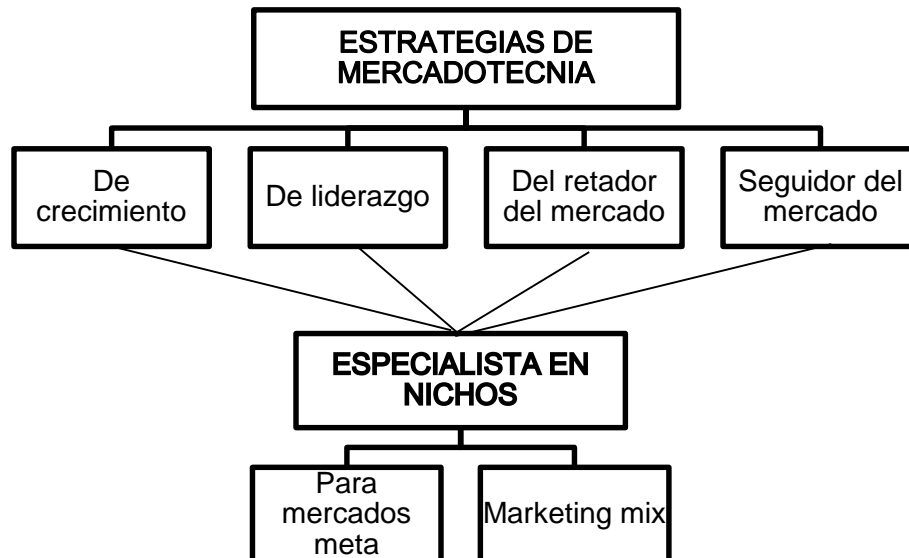 ESTRATEGIAS DE
MERCADOTECNIA
De
crecimiento
De liderazgo
Del retador
del mercado
Seguidor del
mercado
ESPECIALISTA EN
NICHOS
Para
mercados
meta
Marketing mix